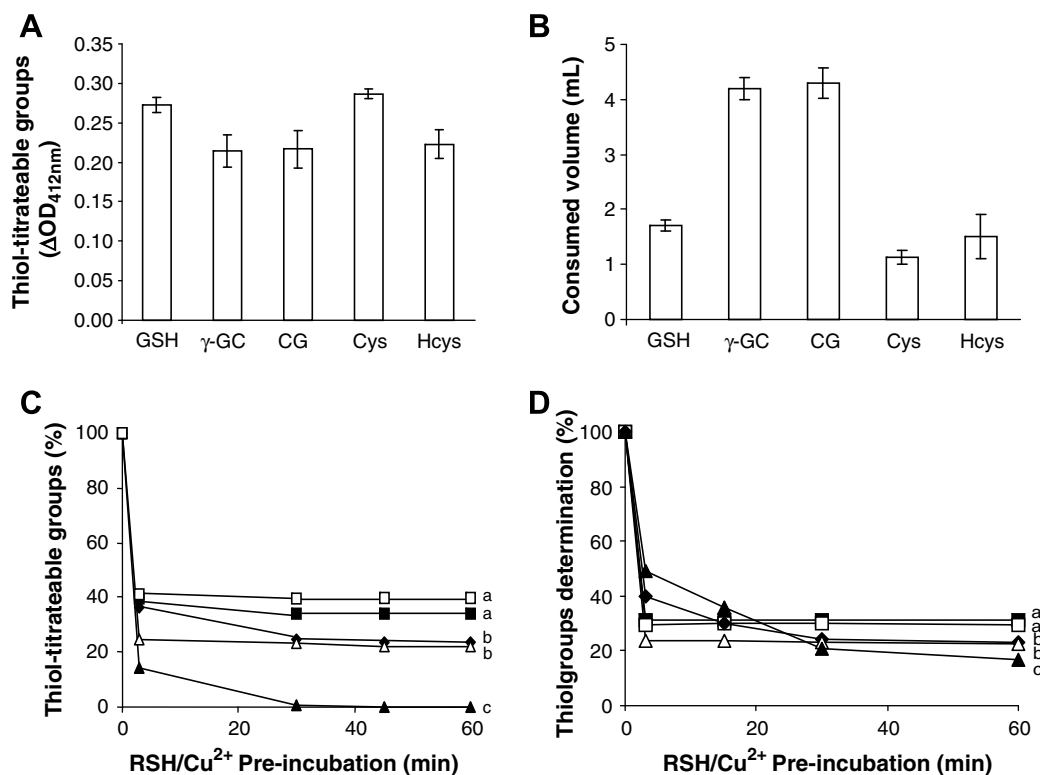 A
Thiol-titrateable groups
(ΔOD412nm)
0.35
0.30
0.25
0.20
0.15
0.10
0.05
0.00
GSH γ-GC CG Cys Hcys
B
Consumed volume (mL)
5
4
3
2
1
0
GSH γ-GC CG Cys Hcys
C
Thiol-titrateable groups (%)
100
80
60
40
20
0
a
a
b
b
c
0 20 40 60
RSH/Cu2+ Pre-incubation (min)
D
Thiolgroups determination (%)
100
80
60
40
20
0
a
a
b
b
c
0 20 40 60
RSH/Cu2+ Pre-incubation (min)